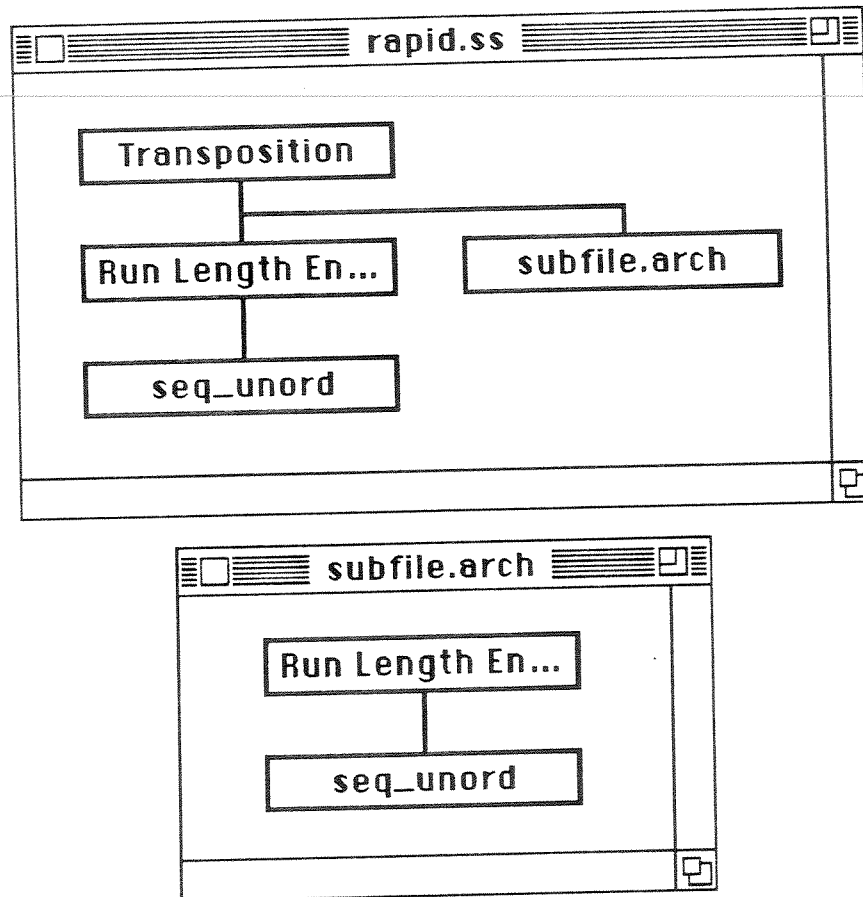 rapid.ss
Transposition
Run Length En...
subfile.arch
seq_unord
subfile.arch
Run Length En...
seq_unord